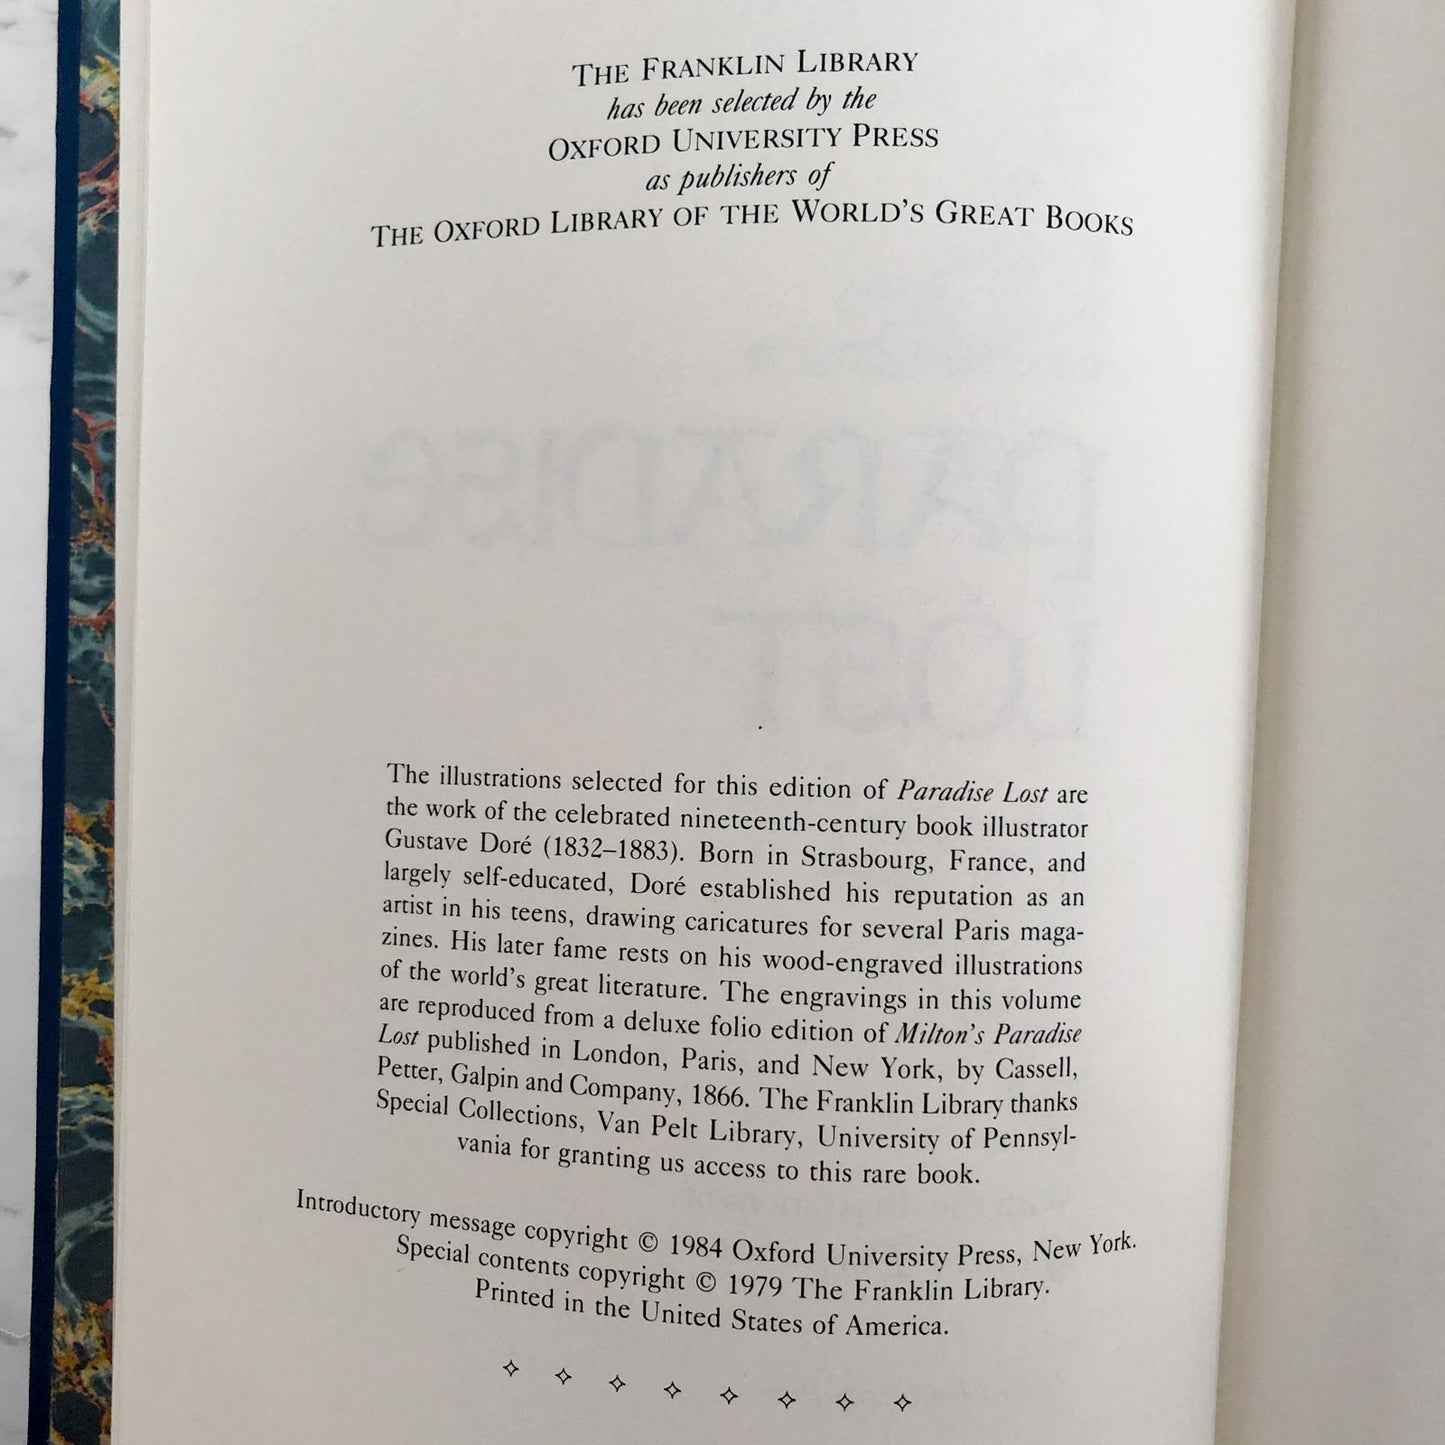 THE FRANKLIN LIBRARY
has been selected by the
OXFORD UNIVERSITY PRESS
as publishers of
THE OXFORD LIBRARY OF THE WORLD'S GREAT BOOKS
PARADISE
LOST
The illustrations selected for this edition of Paradise Lost are
the work of the celebrated nineteenth-century book illustrator
Gustave Doré (1832–1883). Born in Strasbourg, France, and
largely self-educated, Doré established his reputation as an
artist in his teens, drawing caricatures for several Paris maga-
zines. His later fame rests on his wood-engraved illustrations
of the world's great literature. The engravings in this volume
are reproduced from a deluxe folio edition of Milton's Paradise
Lost published in London, Paris, and New York, by Cassell,
Petter, Galpin and Company, 1866. The Franklin Library thanks
Special Collections, Van Pelt Library, University of Pennsyl-
vania for granting us access to this rare book.
Introductory message copyright © 1984 Oxford University Press, New York.
Special contents copyright © 1979 The Franklin Library.
Printed in the United States of America.